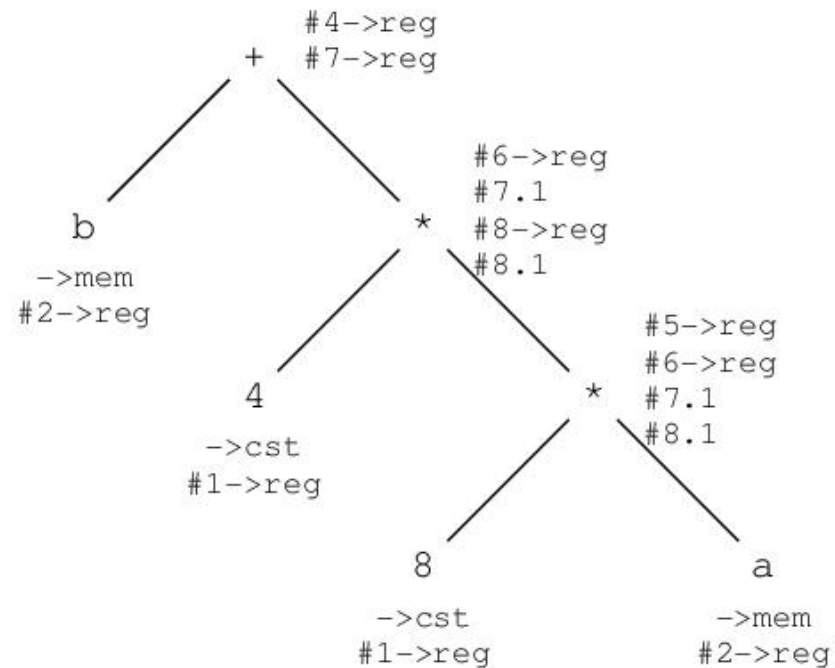 +
#4->reg
#7->reg
b
->mem
#2->reg
*
#6->reg
#7.1
#8->reg
#8.1
4
->cst
#1->reg
*
#5->reg
#6->reg
#7.1
#8.1
8
->cst
#1->reg
a
->mem
#2->reg